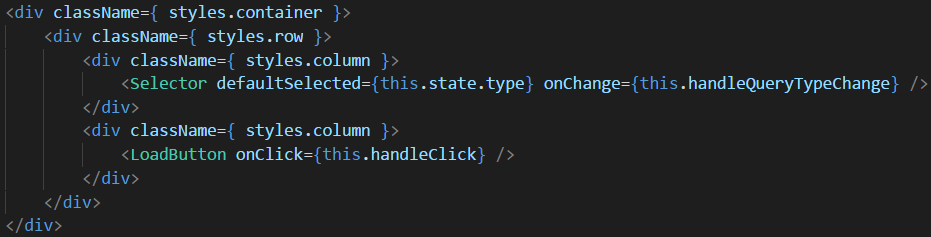 <div className={ styles.container }>
    <div className={ styles.row }>
        <div className={ styles.column }>
            <Selector defaultSelected={this.state.type} onChange={this.handleQueryTypeChange} />
        </div>
        <div className={ styles.column }>
            <LoadButton onClick={this.handleClick} />
        </div>
    </div>
</div>